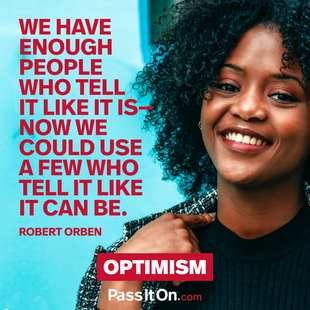 WE HAVE
ENOUGH
PEOPLE
WHO TELL
IT LIKE IT IS—
NOW WE
COULD USE
A FEW WHO
TELL IT LIKE
IT CAN BE.
ROBERT ORBEN
OPTIMISM
PassItOn.com